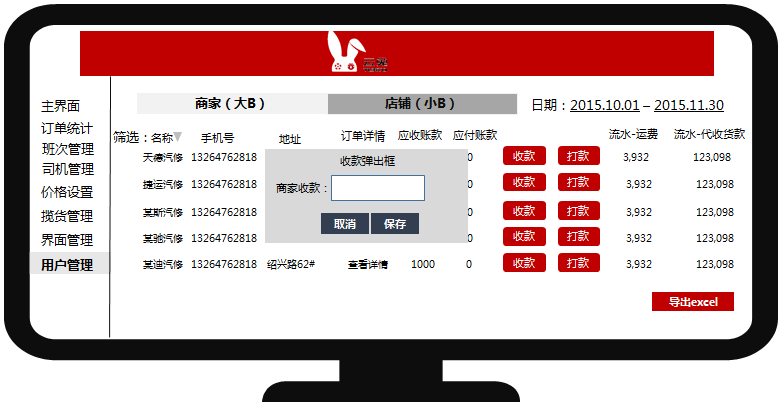 商家（大B）
店铺（小B）
日期：2015.10.01 – 2015.11.30
主界面
订单统计
班次管理
司机管理
价格设置
揽货管理
界面管理
用户管理
筛选：名称 手机号 地址 订单详情 应收账款 应付账款 流水-运费 流水-代收货款
天德汽修 13264762818 0 收款 打款 3,932 123,098
捷运汽修 13264762818 0 收款 打款 3,932 123,098
某斯汽修 13264762818 0 收款 打款 3,932 123,098
某驰汽修 13264762818 0 收款 打款 3,932 123,098
某迪汽修 13264762818 绍兴路62# 查看详情 1000 0 收款 打款 3,932 123,098
收款弹出框
商家收款：
取消 保存
导出excel